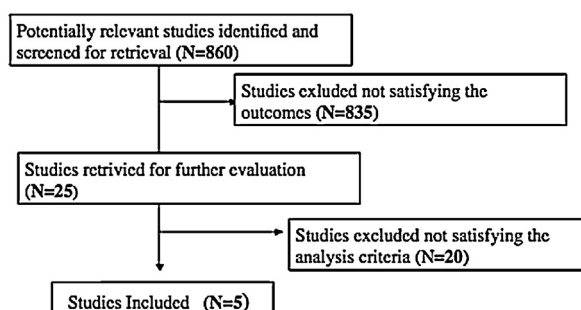 Potentially relevant studies identified and
screened for retrieval (N=860)
Studies exluded not satisfying the
outcomes (N=835)
Studies retrivied for further evaluation
(N=25)
Studies excluded not satisfying the
analysis criteria (N=20)
Studies Included (N=5)